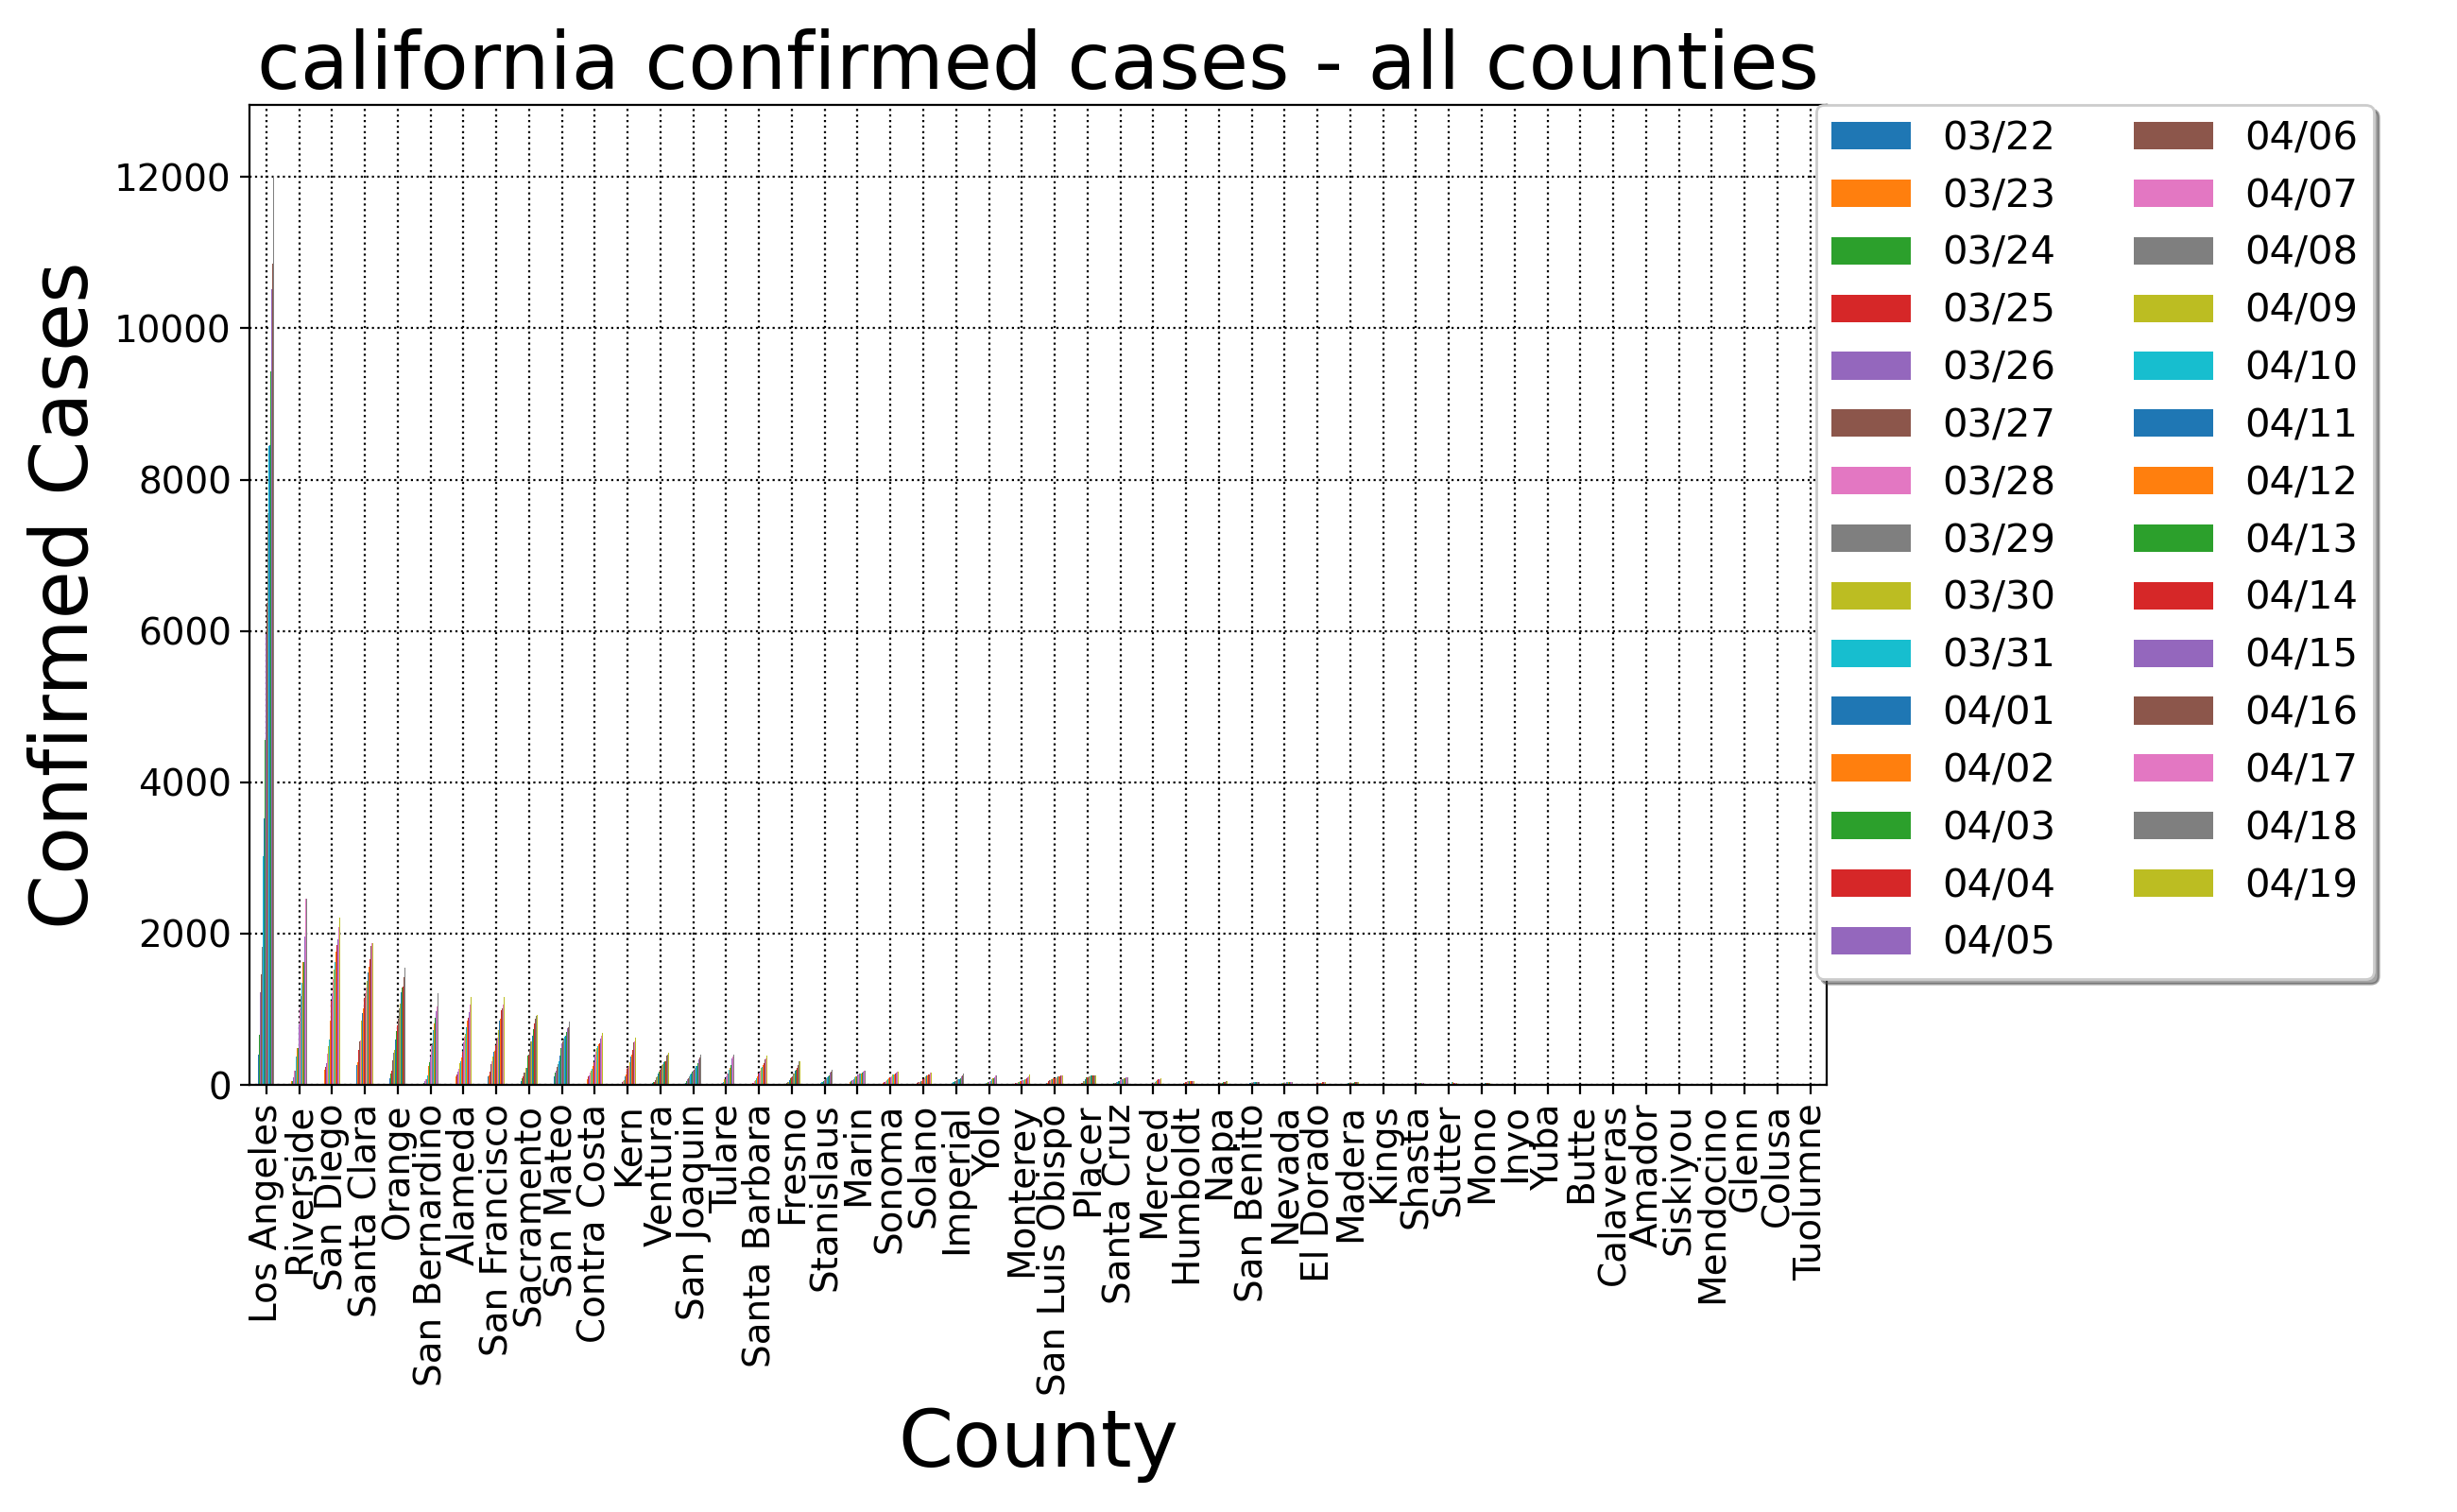 california confirmed cases - all counties
Confirmed Cases
12000
10000
8000
6000
4000
2000
0
Los Angeles
Riverside
San Diego
Santa Clara
Orange
San Bernardino
Alameda
San Francisco
Sacramento
San Mateo
Contra Costa
Kern
Ventura
San Joaquin
Tulare
Santa Barbara
Fresno
Stanislaus
Marin
Sonoma
Solano
Imperial
Yolo
Monterey
San Luis Obispo
Placer
Santa Cruz
Merced
Humboldt
Napa
San Benito
Nevada
El Dorado
Madera
Kings
Shasta
Sutter
Mono
Inyo
Yuba
Butte
Calaveras
Amador
Siskiyou
Mendocino
Glenn
Colusa
Tuolumne
County
03/22
03/23
03/24
03/25
03/26
03/27
03/28
03/29
03/30
03/31
04/01
04/02
04/03
04/04
04/05
04/06
04/07
04/08
04/09
04/10
04/11
04/12
04/13
04/14
04/15
04/16
04/17
04/18
04/19